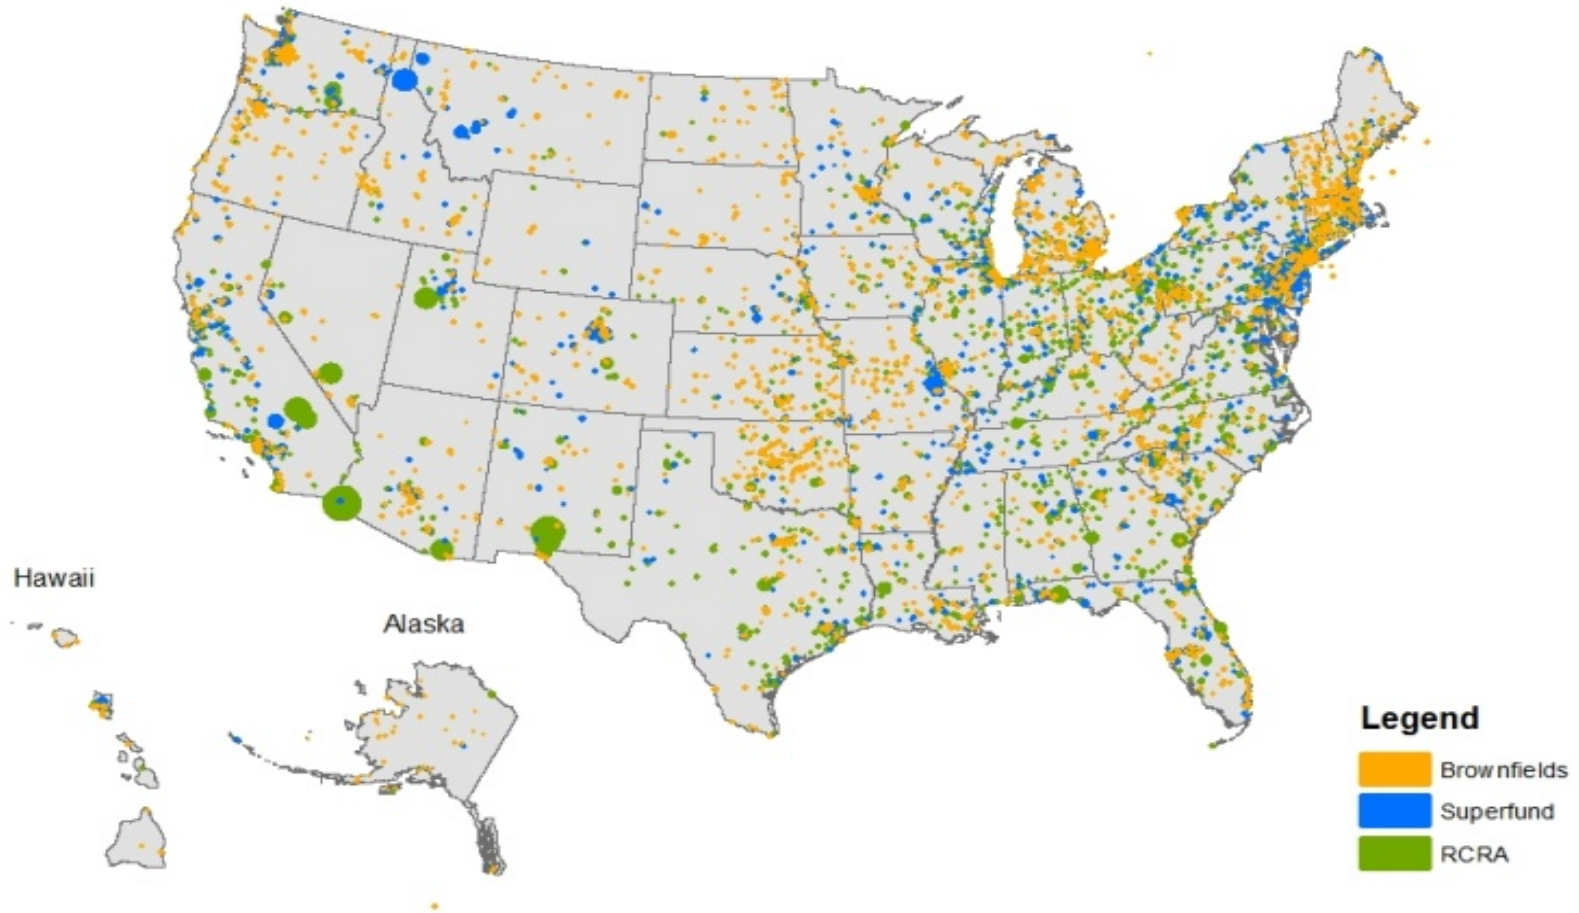 Hawaii
Alaska
Legend
Brownfields
Superfund
RCRA